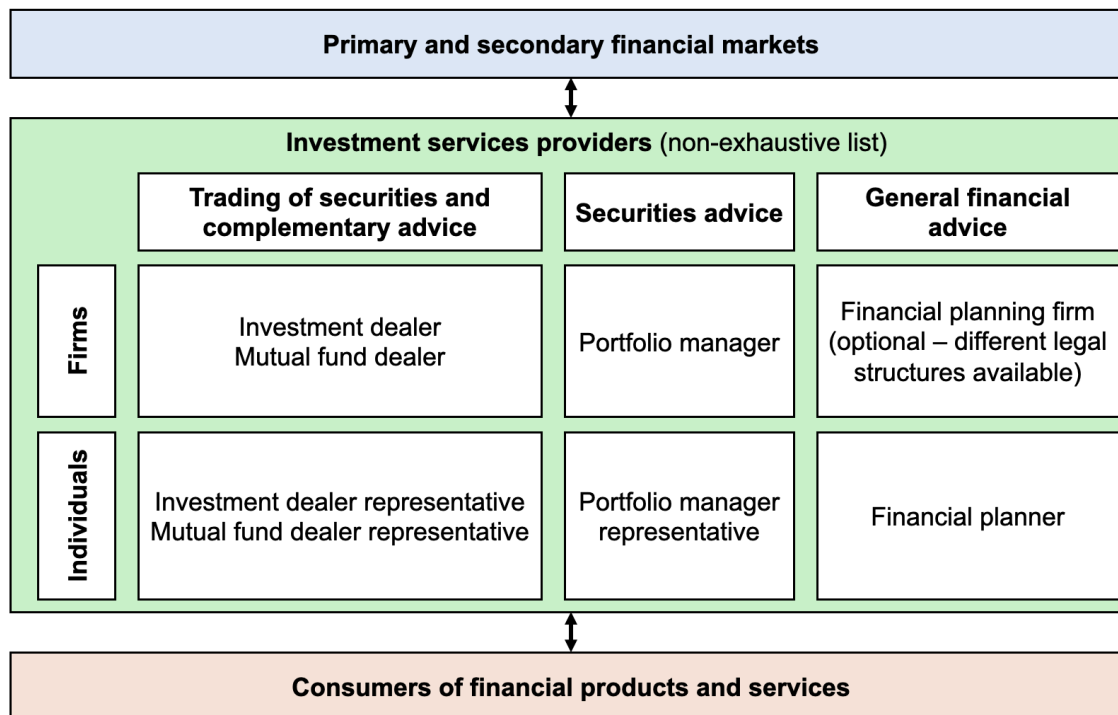 Primary and secondary financial markets
Investment services providers (non-exhaustive list)
Trading of securities and
complementary advice
Securities advice
General financial
advice
Firms
Investment dealer
Mutual fund dealer
Portfolio manager
Financial planning firm
(optional – different legal
structures available)
Individuals
Investment dealer representative
Mutual fund dealer representative
Portfolio manager
representative
Financial planner
Consumers of financial products and services